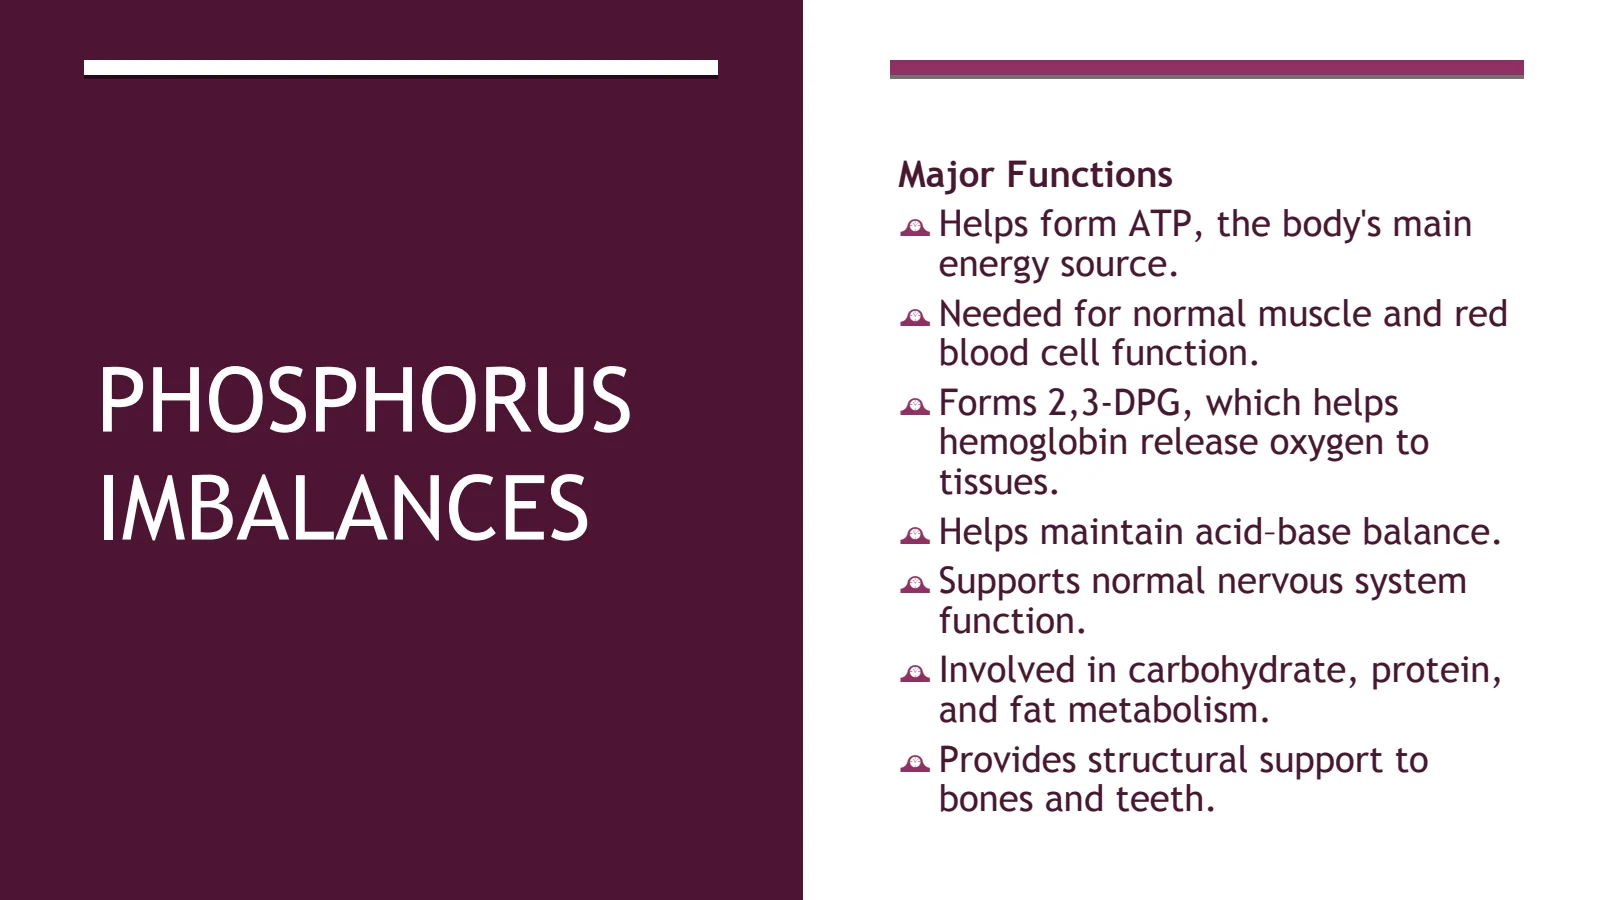 PHOSPHORUS
IMBALANCES
Major Functions
Helps form ATP, the body's main
energy source.
Needed for normal muscle and red
blood cell function.
Forms 2,3-DPG, which helps
hemoglobin release oxygen to
tissues.
Helps maintain acid–base balance.
Supports normal nervous system
function.
Involved in carbohydrate, protein,
and fat metabolism.
Provides structural support to
bones and teeth.